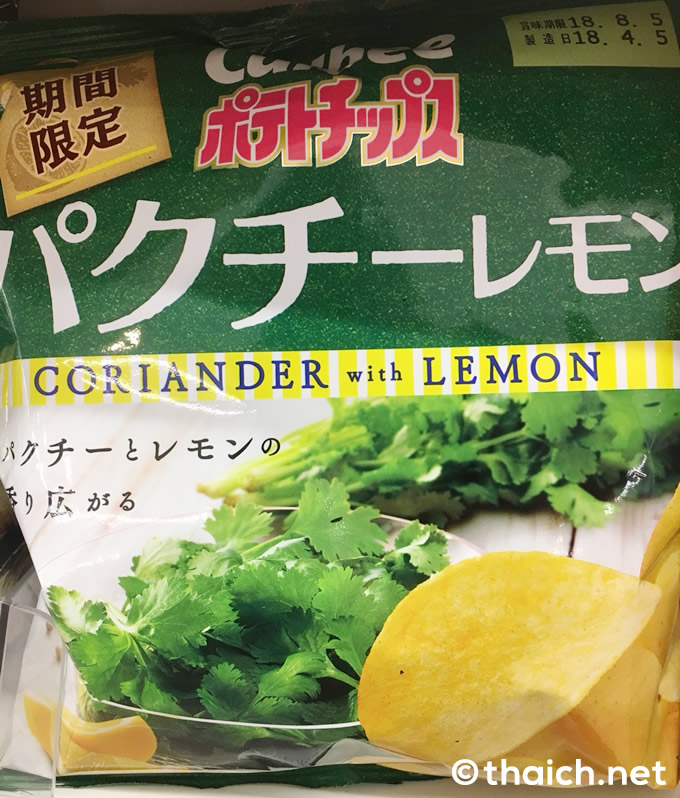 賞味期限18.8.5
製造日18.4.5
Calbee
期間
限定
ポテトチップス
パクチーレモン
CORIANDER with LEMON
パクチーとレモンの
香り広がる
©thaich.net